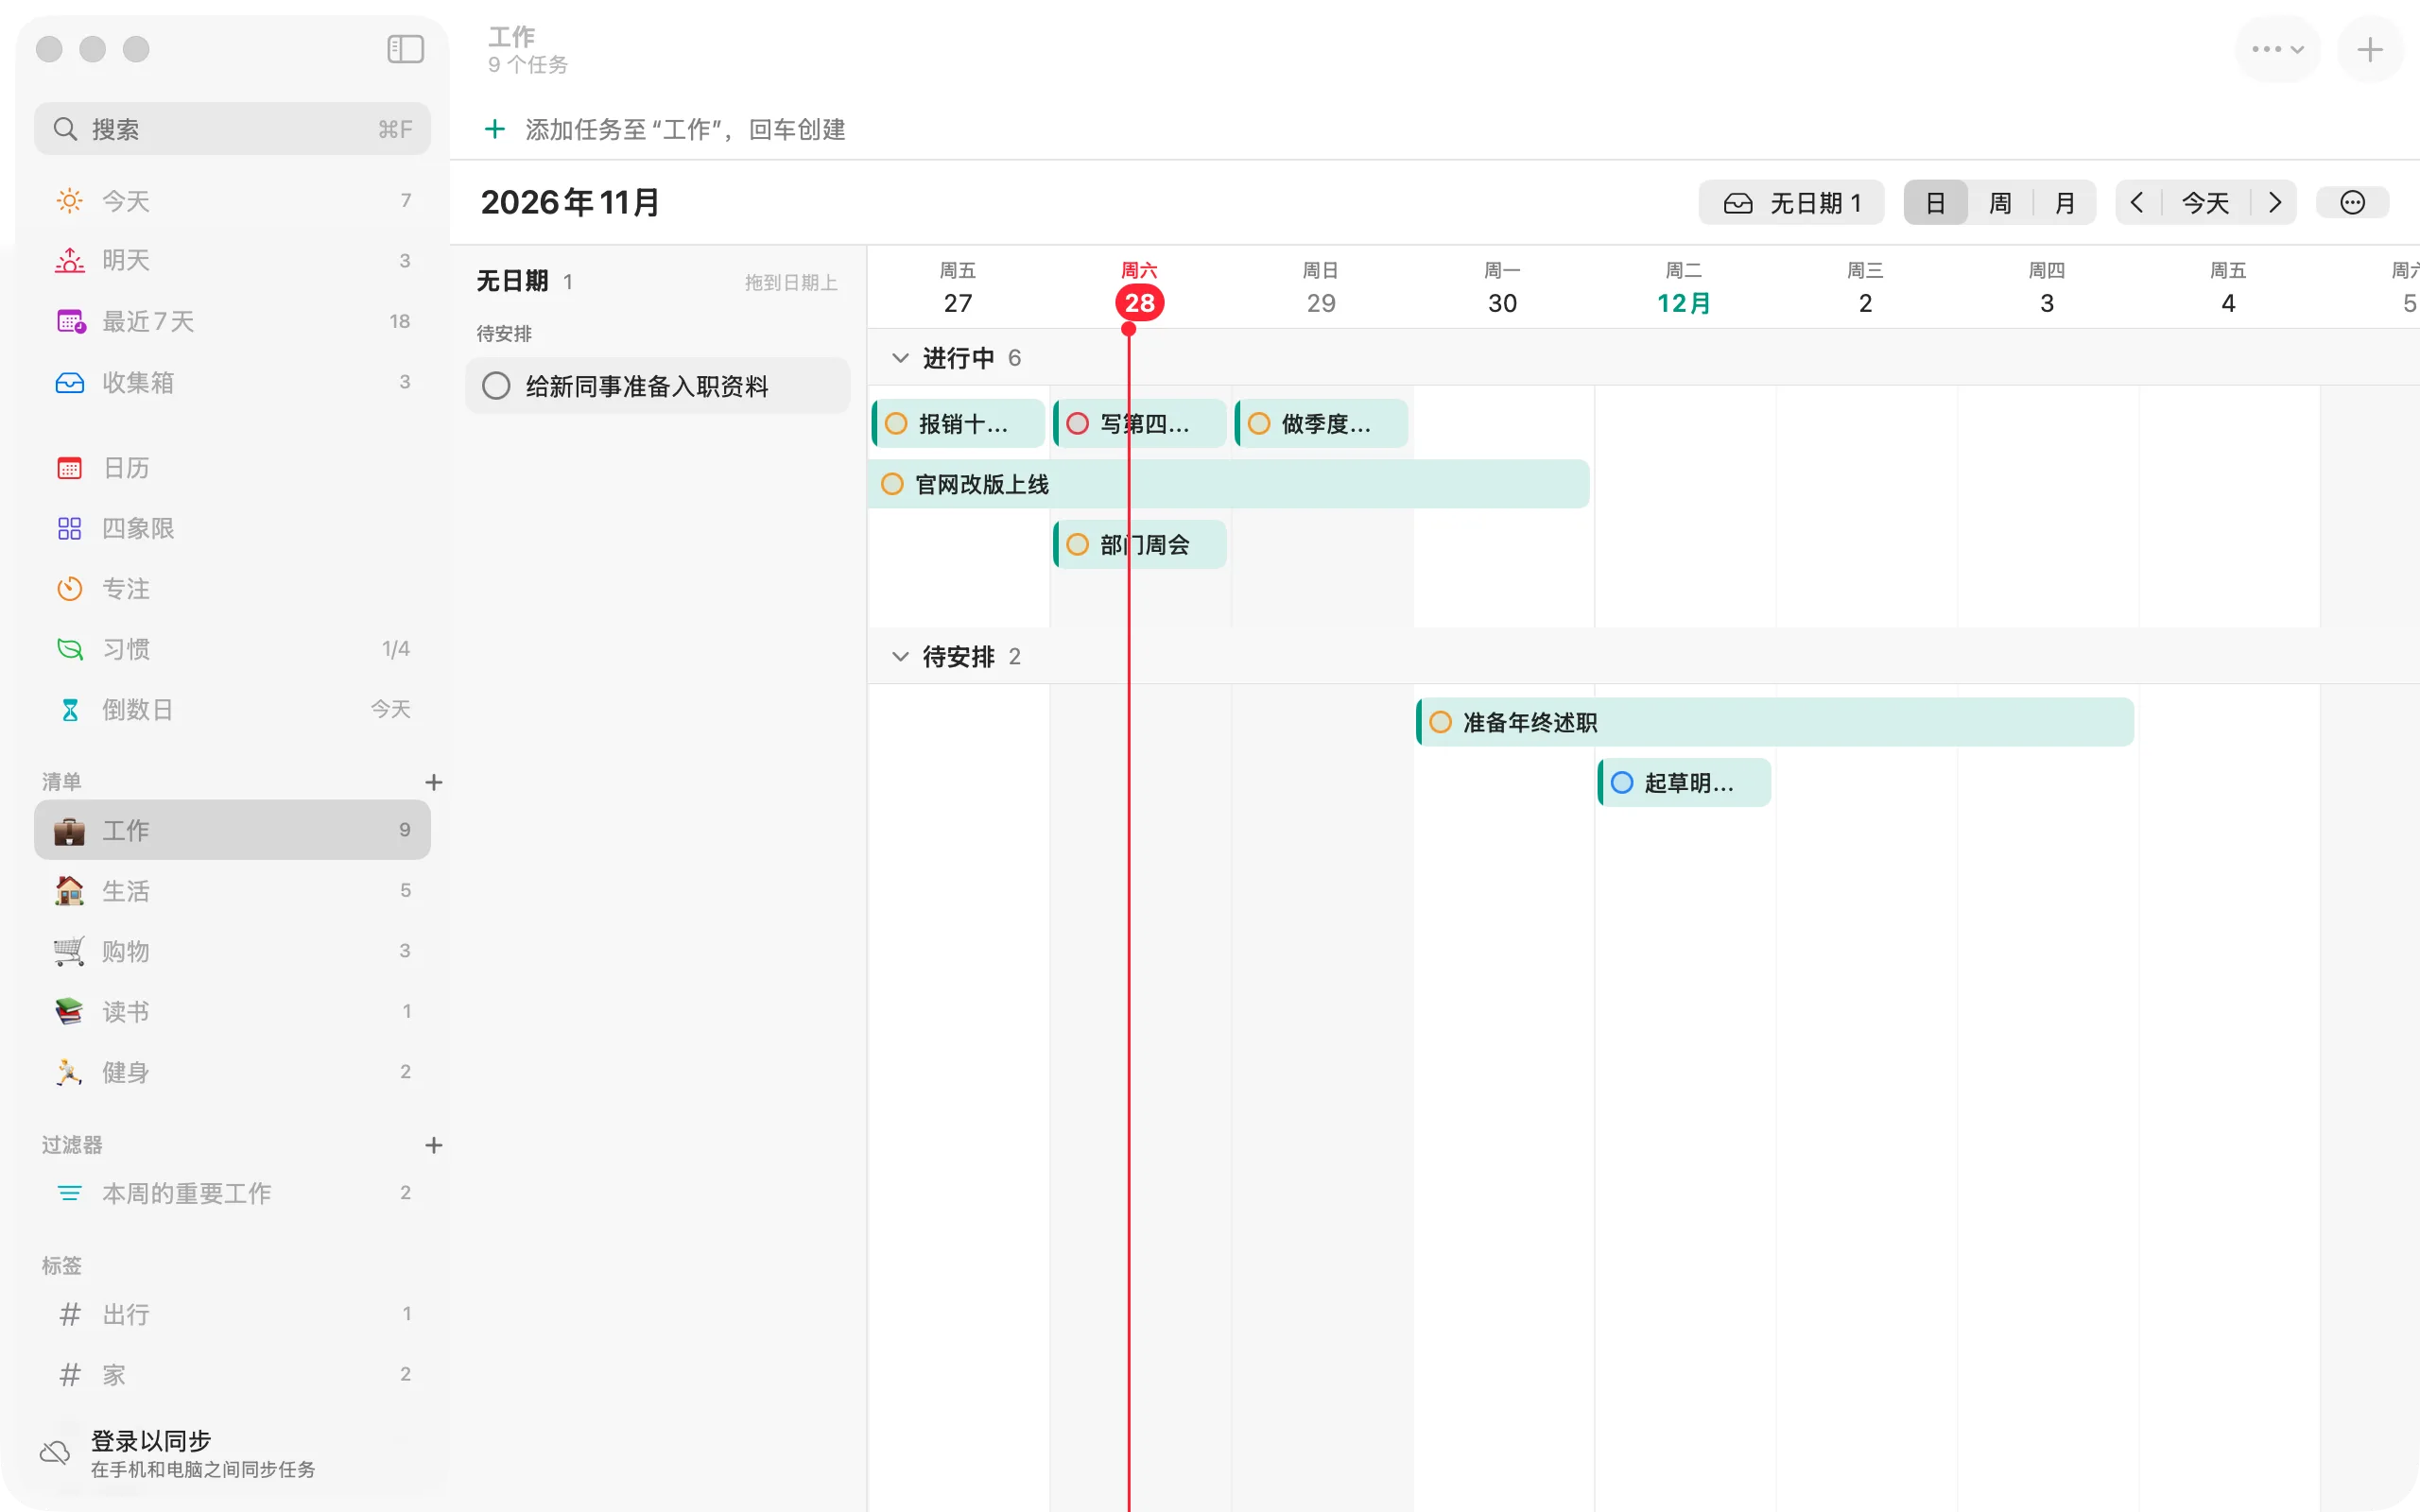 搜索 ⌘F
今天 7
明天 3
最近7天 18
收集箱 3
日历
四象限
专注
习惯 1/4
倒数日 今天
清单
工作 9
生活 5
购物 3
读书 1
健身 2
过滤器
本周的重要工作 2
标签
# 出行 1
# 家 2
登录以同步
在手机和电脑之间同步任务
工作
9 个任务
添加任务至“工作”，回车创建
2026年11月
无日期 1
日 周 月
今天
无日期 1 拖到日期上
待安排
给新同事准备入职资料
周五 周六 周日 周一 周二 周三 周四 周五 周六
27 28 29 30 12月 2 3 4 5
进行中 6
报销十... 写第四... 做季度...
官网改版上线
部门周会
待安排 2
准备年终述职
起草明...